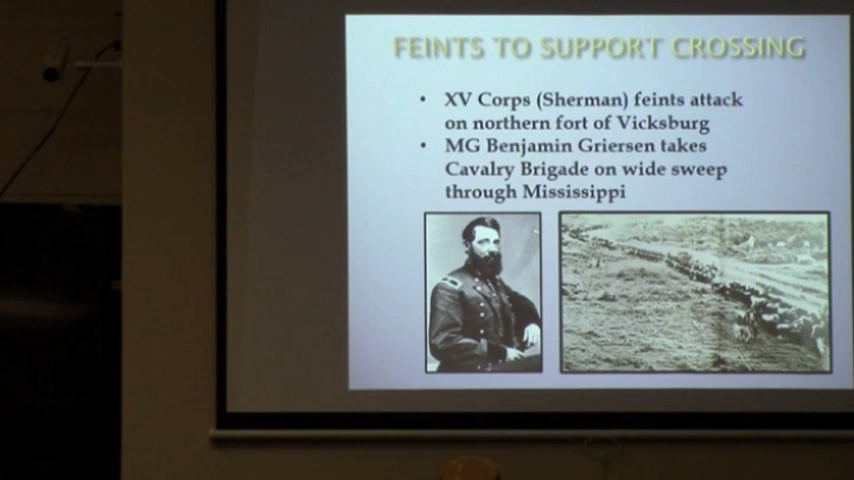 FEINTS TO SUPPORT CROSSING
• XV Corps (Sherman) feints attack
on northern fort of Vicksburg
• MG Benjamin Griersen takes
Cavalry Brigade on wide sweep
through Mississippi